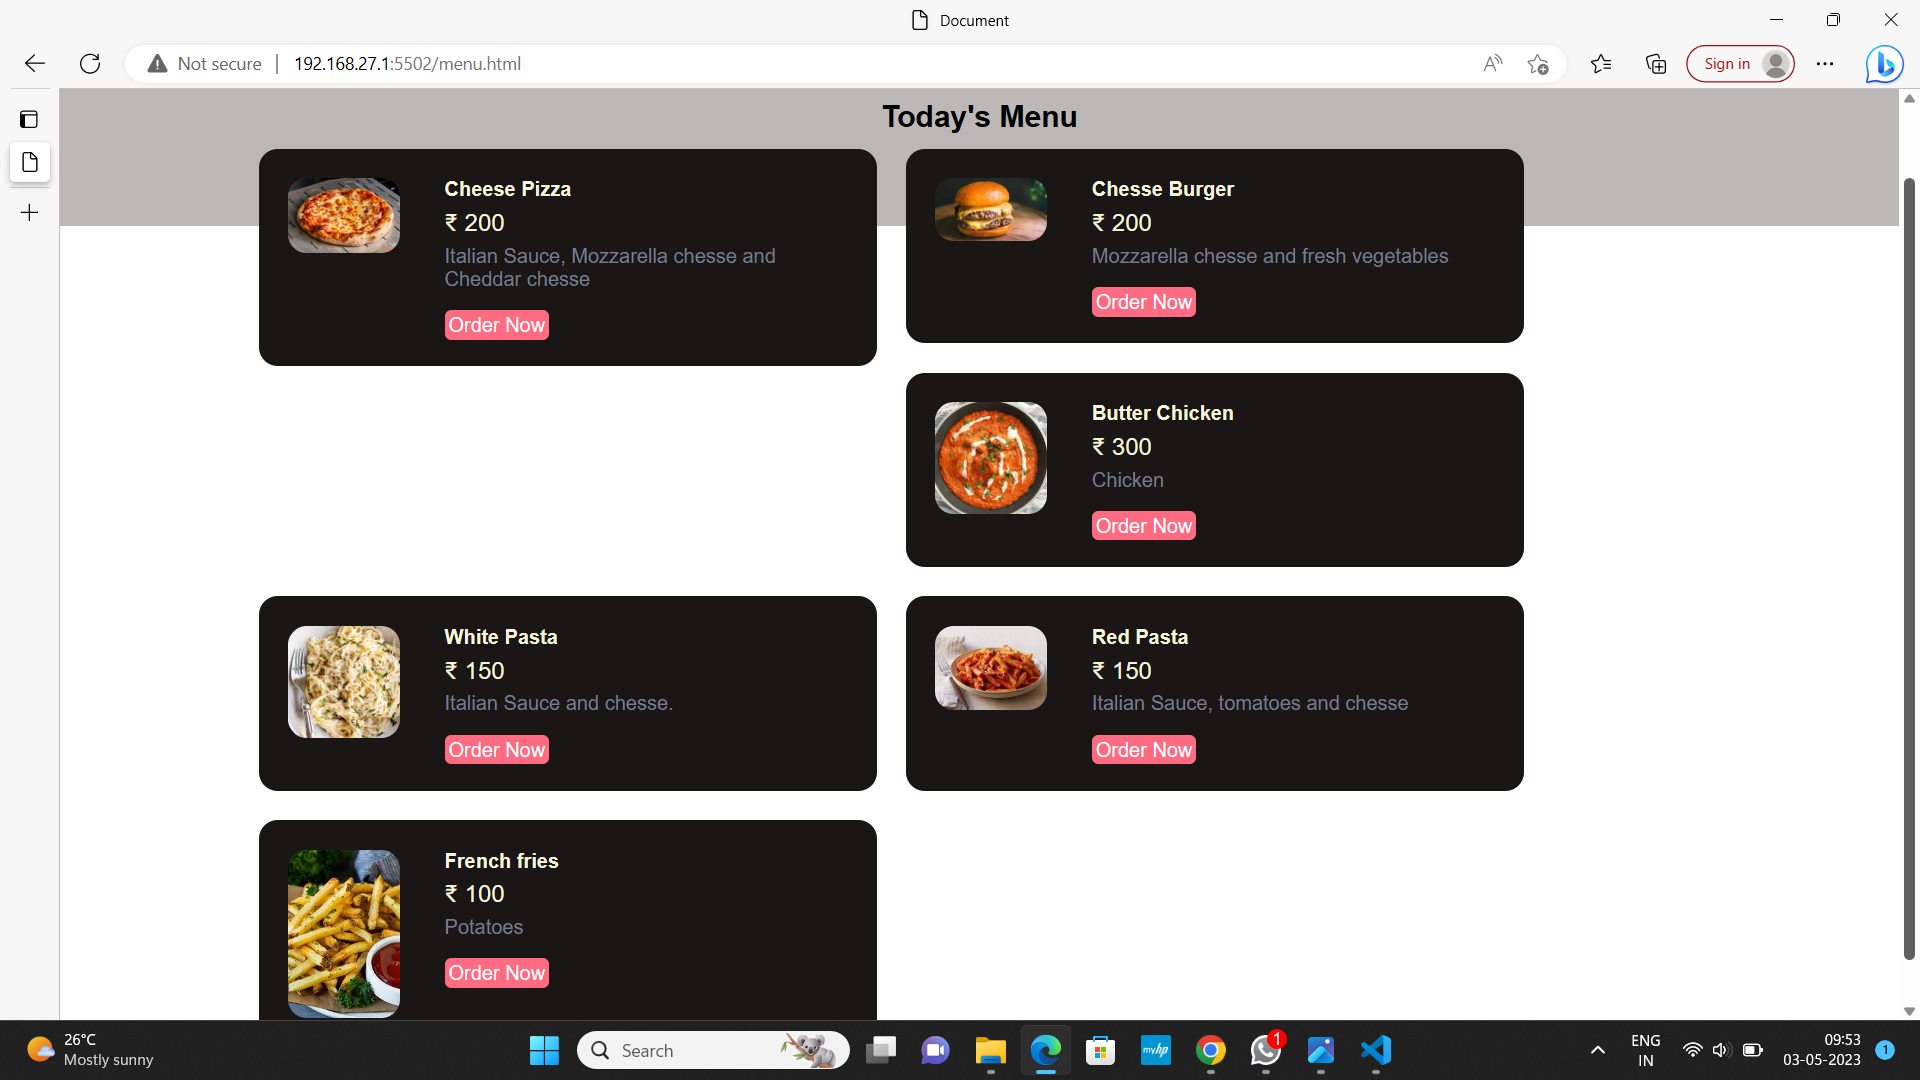 Document
Not secure
192.168.27.1:5502/menu.html
Sign in
Today's Menu
Cheese Pizza
₹ 200
Italian Sauce, Mozzarella chesse and
Cheddar chesse
Order Now
Chesse Burger
₹ 200
Mozzarella chesse and fresh vegetables
Order Now
Butter Chicken
₹ 300
Chicken
Order Now
White Pasta
₹ 150
Italian Sauce and chesse.
Order Now
Red Pasta
₹ 150
Italian Sauce, tomatoes and chesse
Order Now
French fries
₹ 100
Potatoes
Order Now
26°C
Mostly sunny
Search
myhp
1
ENG
IN
09:53
03-05-2023
1